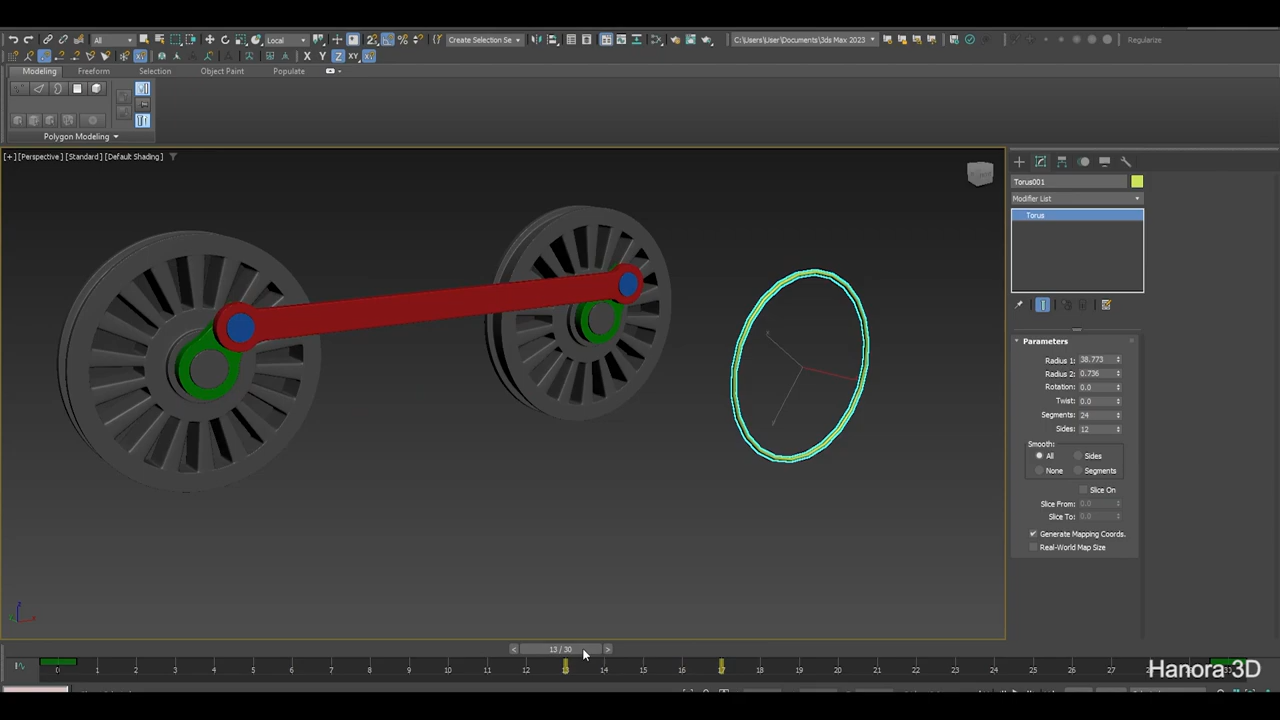 All
Local
Create Selection Se
C:\Users\User\Documents\3ds Max 2023
Regularize
X Y Z XY
Modeling Freeform Selection Object Paint Populate
Polygon Modeling
[+] [Perspective] [Standard] [Default Shading]
Torus001
Modifier List
Torus
Parameters
Radius 1: 38.773
Radius 2: 0.736
Rotation: 0.0
Twist: 0.0
Segments: 24
Sides: 12
Smooth:
All Sides
None Segments
Slice On
Slice From: 0.0
Slice To: 0.0
Generate Mapping Coords.
Real-World Map Size
< 13 / 30 >
0 1 2 3 4 5 6 7 8 9 10 11 12 13 14 15 16 17 18 19 20 21 22 23 24 25 26 27
Hanora 3D